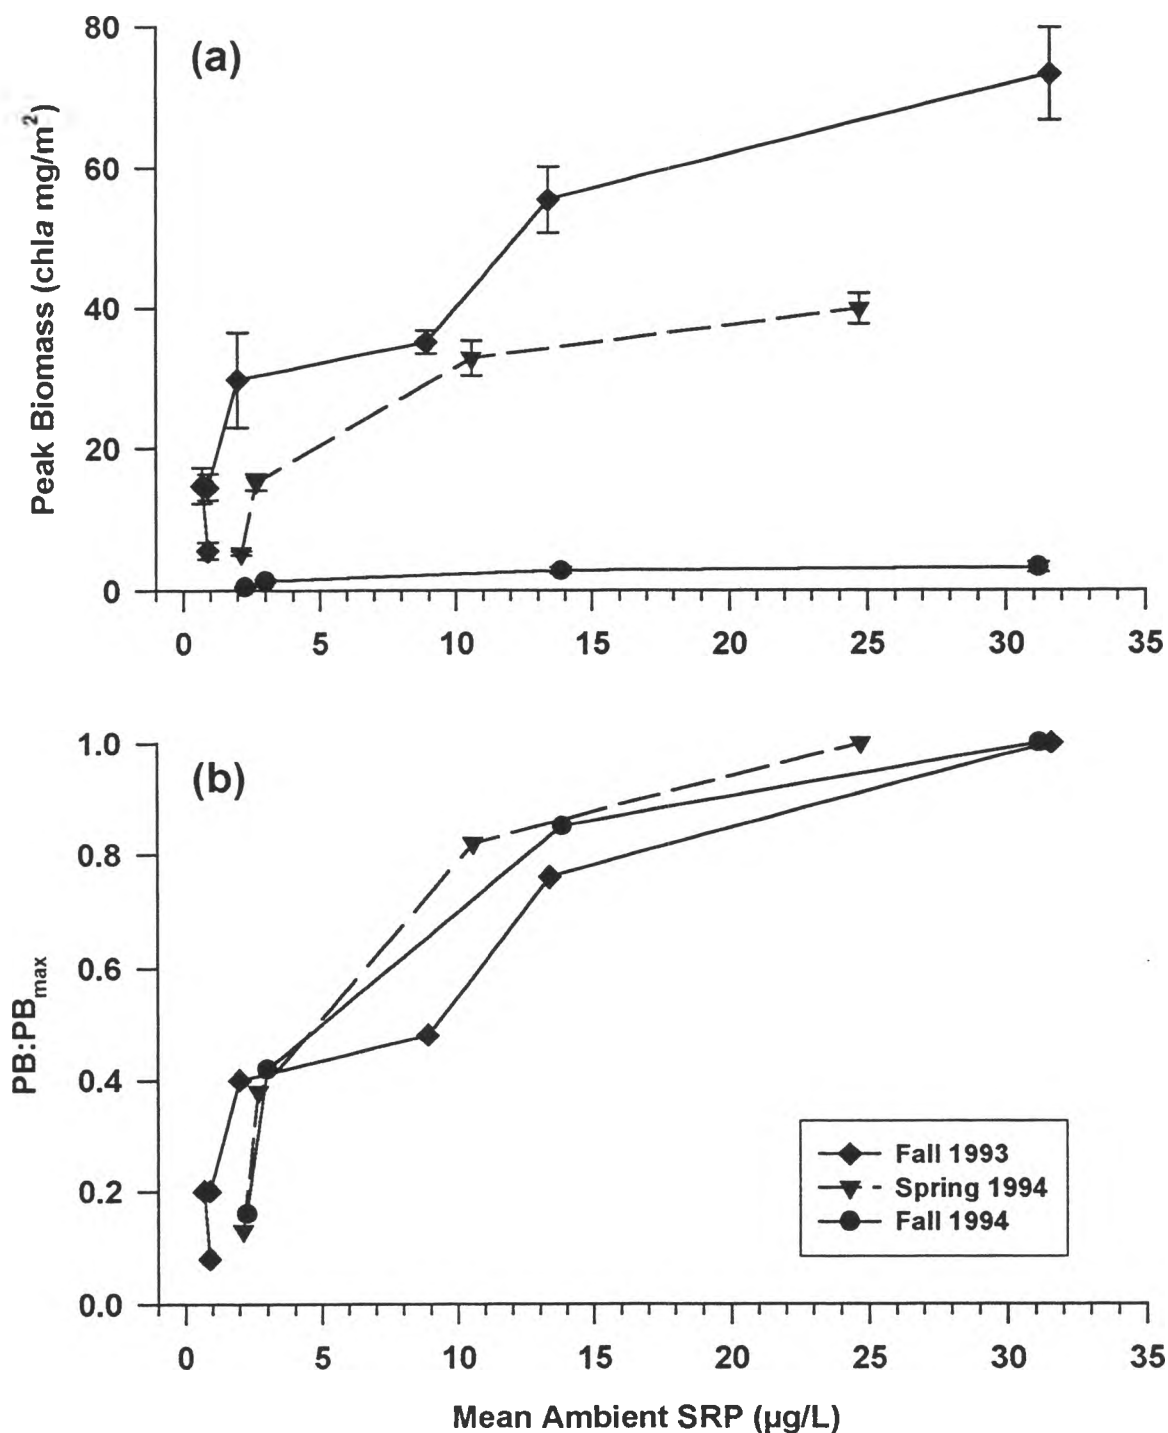 (a)
Peak Biomass (chla mg/m²)
80
60
40
20
0
0 5 10 15 20 25 30 35
(b)
PB:PBmax
1.0
0.8
0.6
0.4
0.2
0.0
Fall 1993
Spring 1994
Fall 1994
0 5 10 15 20 25 30 35
Mean Ambient SRP (µg/L)